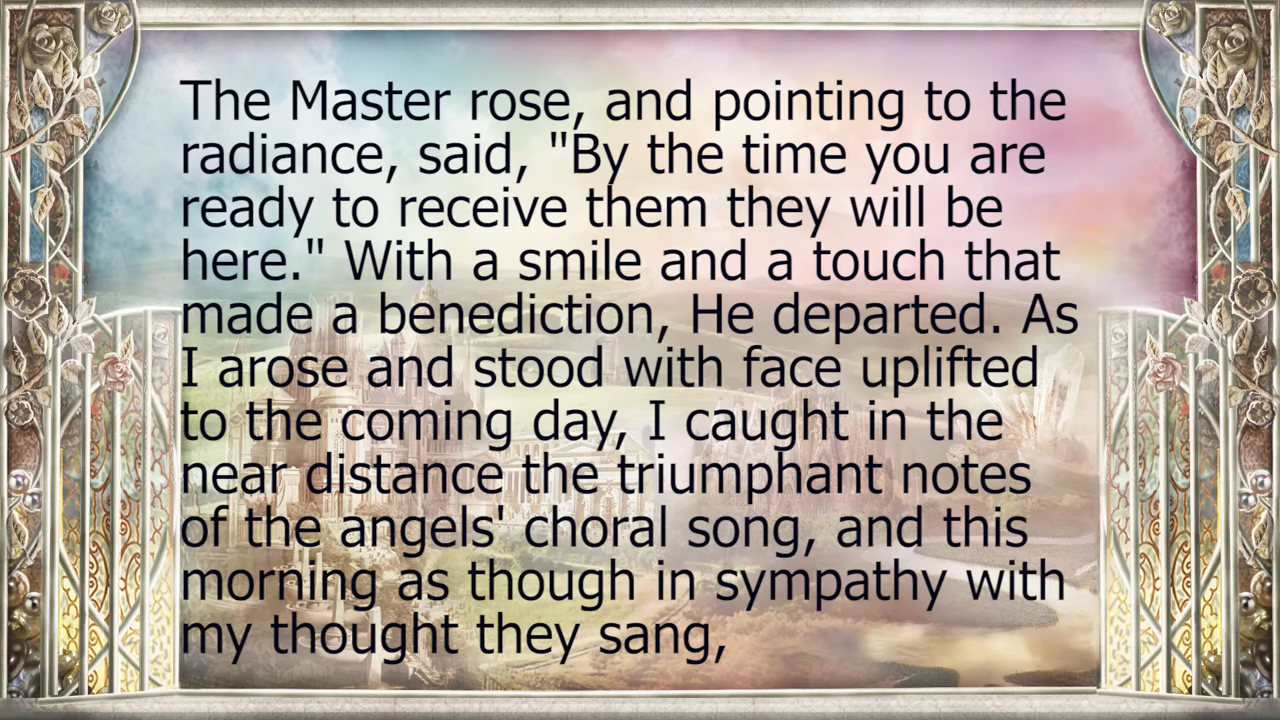 The Master rose, and pointing to the
radiance, said, "By the time you are
ready to receive them they will be
here." With a smile and a touch that
made a benediction, He departed. As
I arose and stood with face uplifted
to the coming day, I caught in the
near distance the triumphant notes
of the angels' choral song, and this
morning as though in sympathy with
my thought they sang,